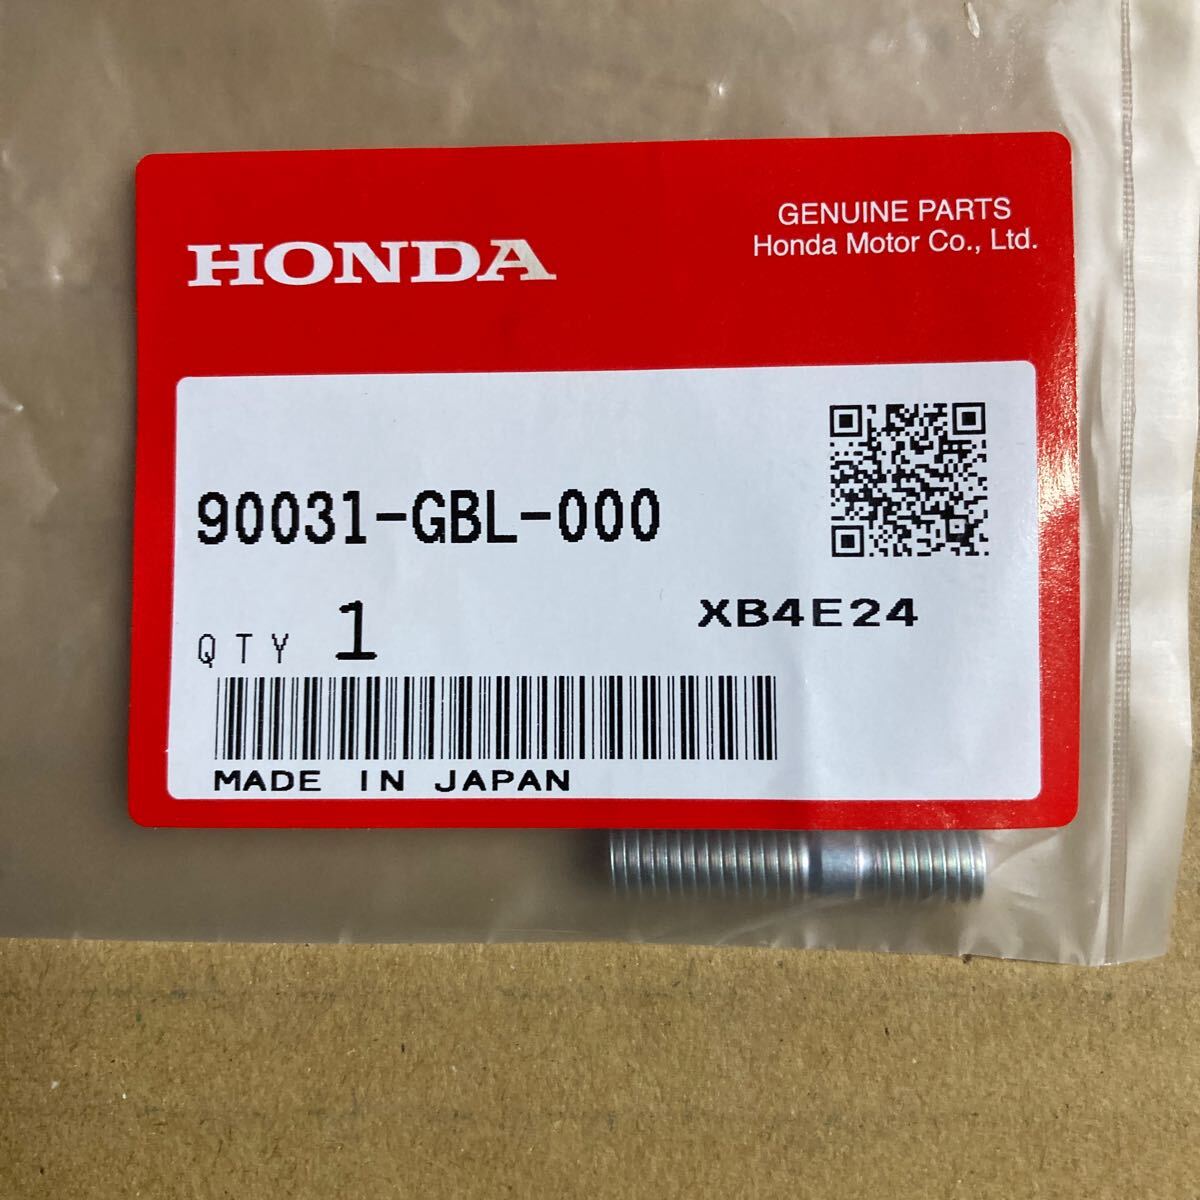 HONDA
GENUINE PARTS
Honda Motor Co., Ltd.
90031-GBL-000
QTY 1
XB4E24
MADE IN JAPAN